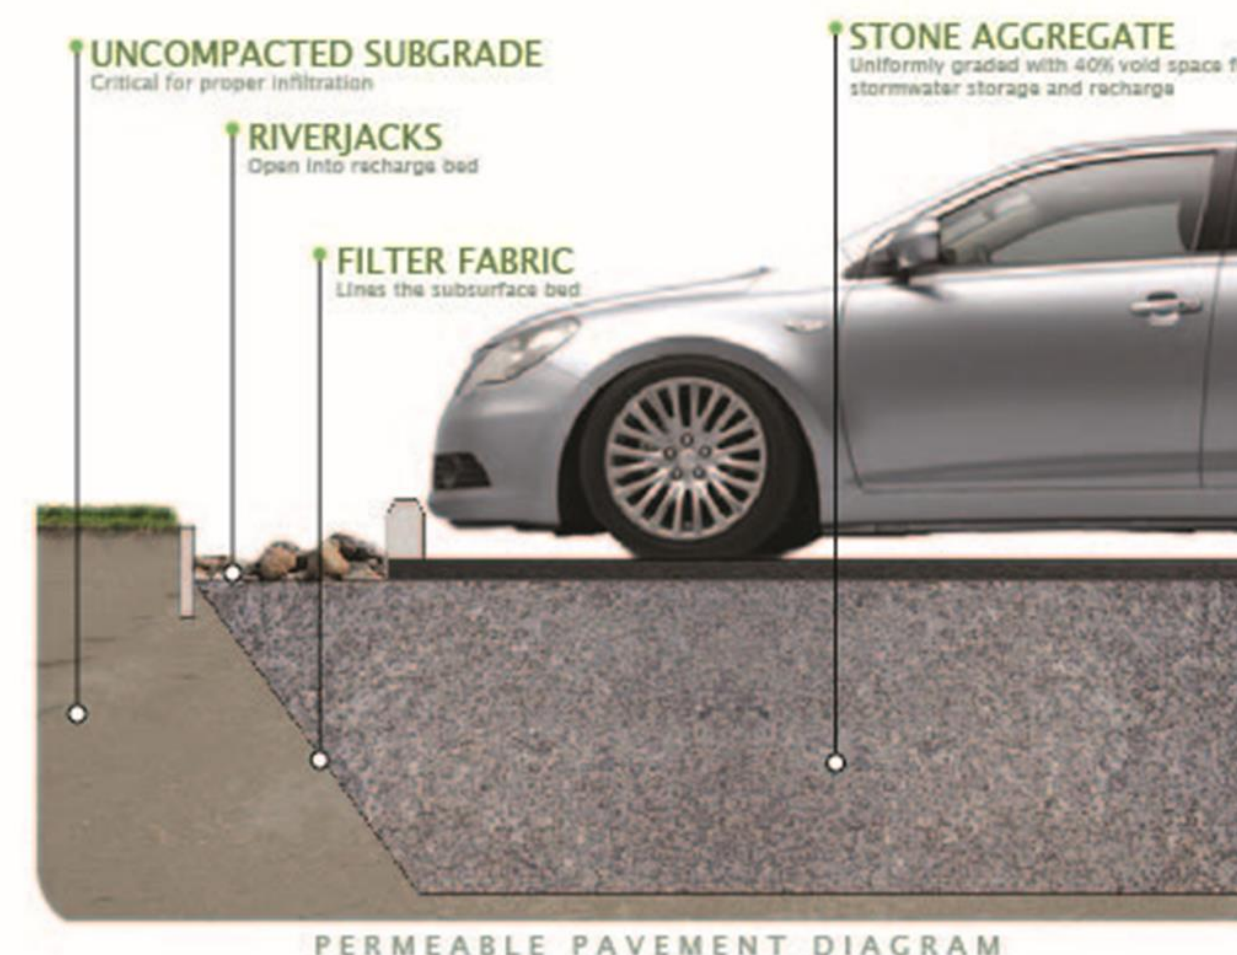 UNCOMPACTED SUBGRADE
Critical for proper infiltration
RIVERJACKS
Open into recharge bed
FILTER FABRIC
Lines the subsurface bed
STONE AGGREGATE
Uniformly graded with 40% void space
stormwater storage and recharge
PERMEABLE PAVEMENT DIAGRAM